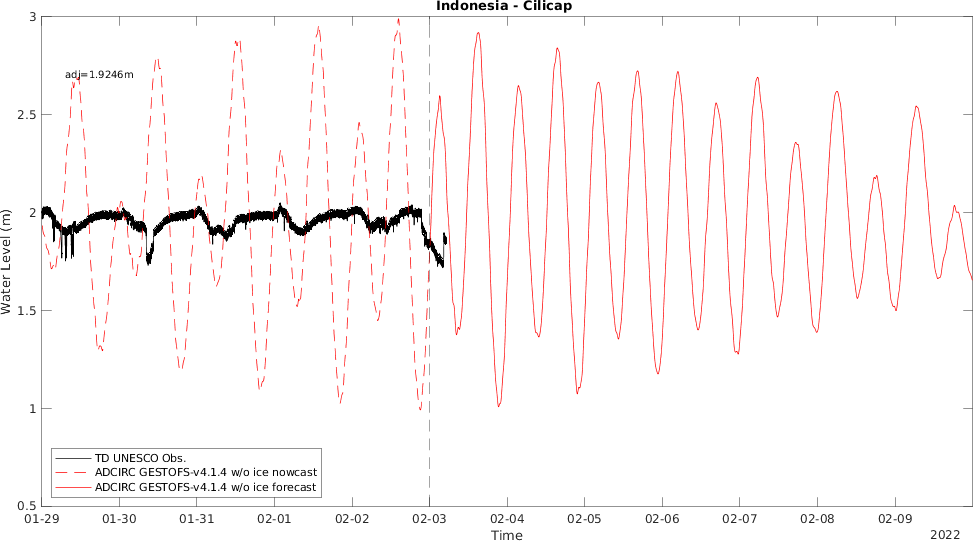 Indonesia - Cilicap
adj=1.9246m
3
2.5
2
1.5
1
0.5
Water Level (m)
TD UNESCO Obs.
ADCIRC GESTOFS-v4.1.4 w/o ice nowcast
ADCIRC GESTOFS-v4.1.4 w/o ice forecast
01-29 01-30 01-31 02-01 02-02 02-03 02-04 02-05 02-06 02-07 02-08 02-09
Time
2022